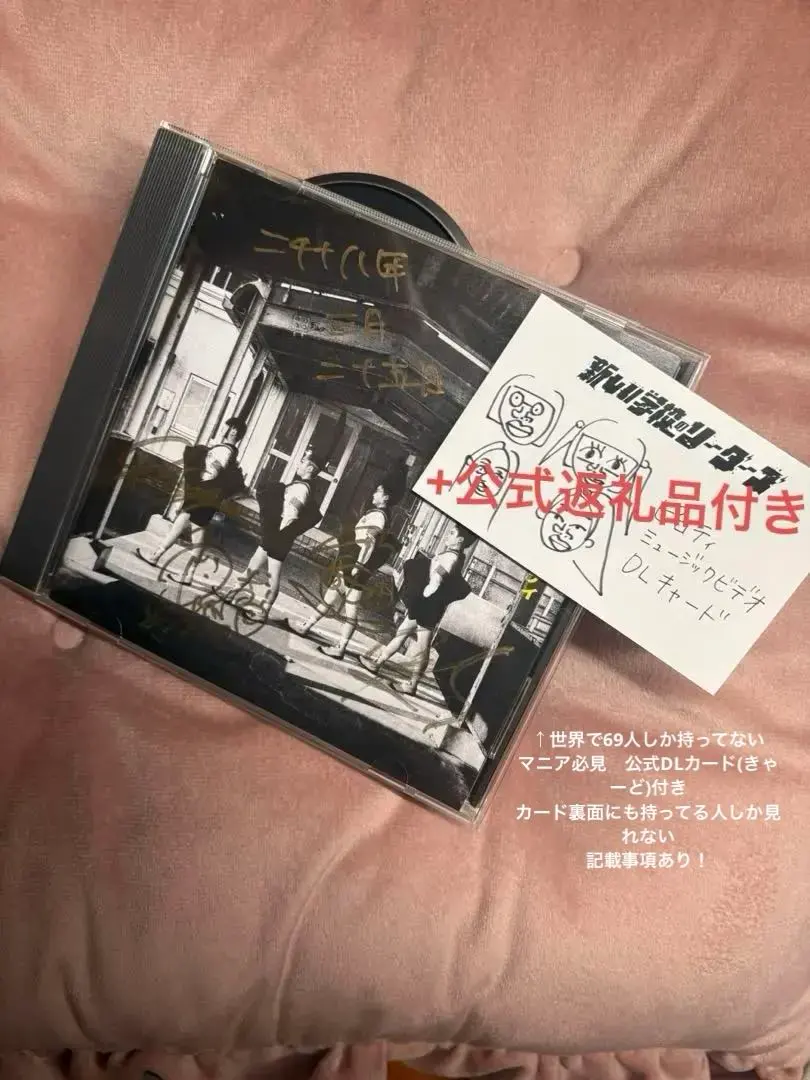 二十八年
三月
二十五日
新しい学校のリーダーズ
+公式返礼品付き
ミュージックビデオ
DLキャード
↑世界で69人しか持ってない
マニア必見 公式DLカード(きゃ
ーど)付き
カード裏面にも持ってる人しか見
れない
記載事項あり！